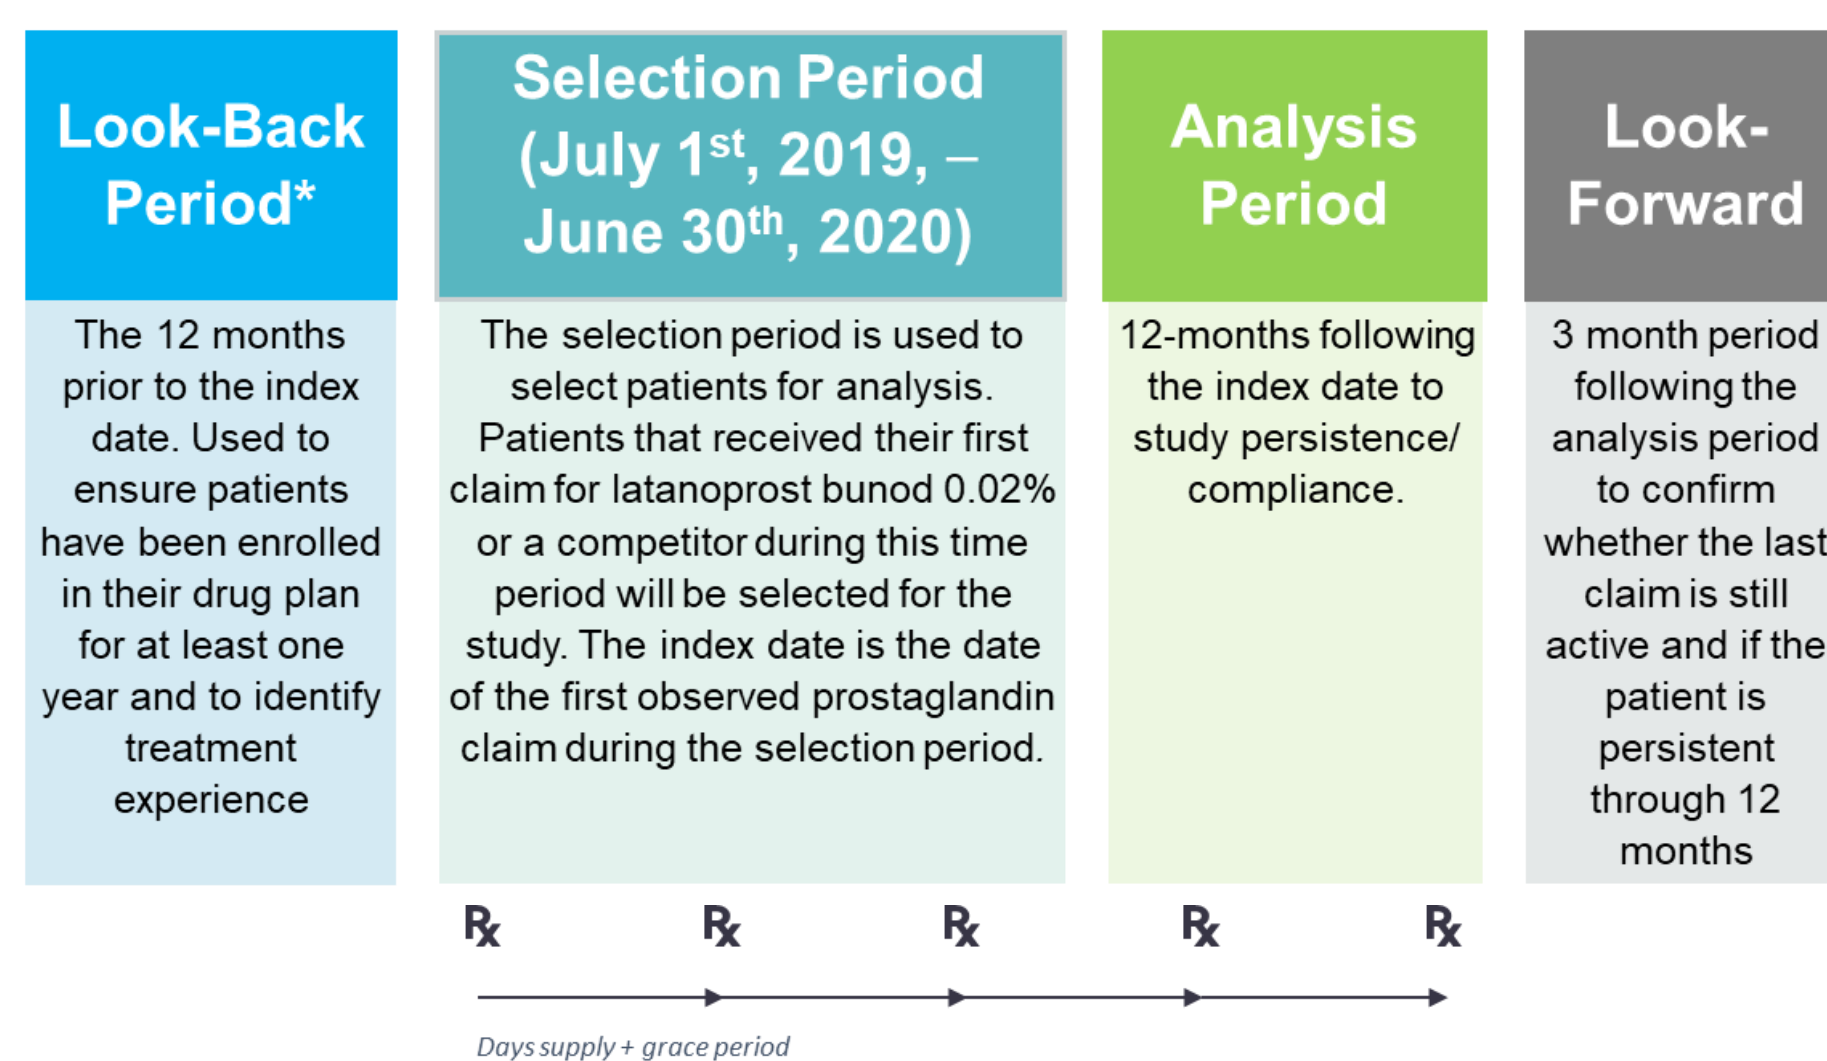 Look-Back
Period*
Selection Period
(July 1st, 2019, –
June 30th, 2020)
Analysis
Period
Look-
Forward
The 12 months
prior to the index
date. Used to
ensure patients
have been enrolled
in their drug plan
for at least one
year and to identify
treatment
experience
The selection period is used to
select patients for analysis.
Patients that received their first
claim for latanoprost bunod 0.02%
or a competitor during this time
period will be selected for the
study. The index date is the date
of the first observed prostaglandin
claim during the selection period.
12-months following
the index date to
study persistence/
compliance.
3 month period
following the
analysis period
to confirm
whether the last
claim is still
active and if the
patient is
persistent
through 12
months
℞ ℞ ℞ ℞ ℞
Days supply + grace period